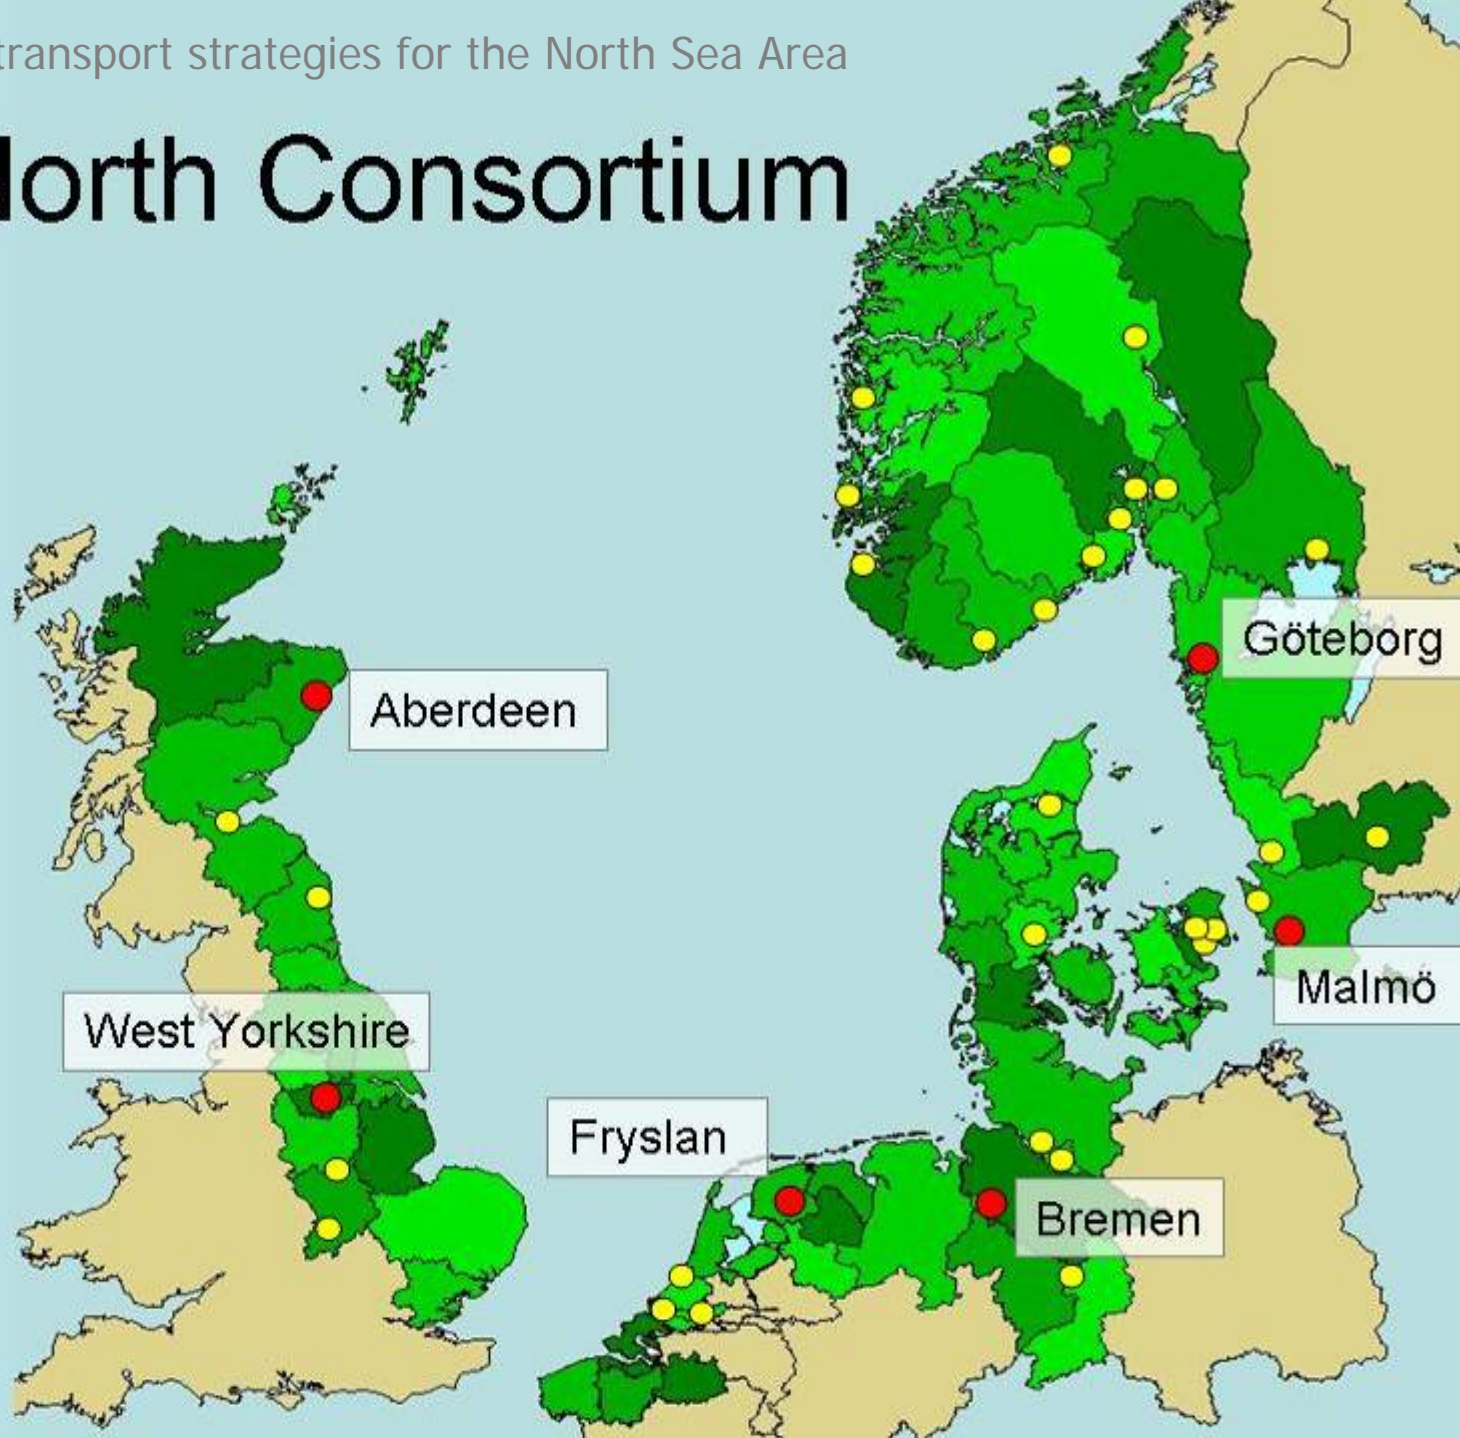 transport strategies for the North Sea Area
orth Consortium
Göteborg
Aberdeen
Malmö
West Yorkshire
Fryslan
Bremen